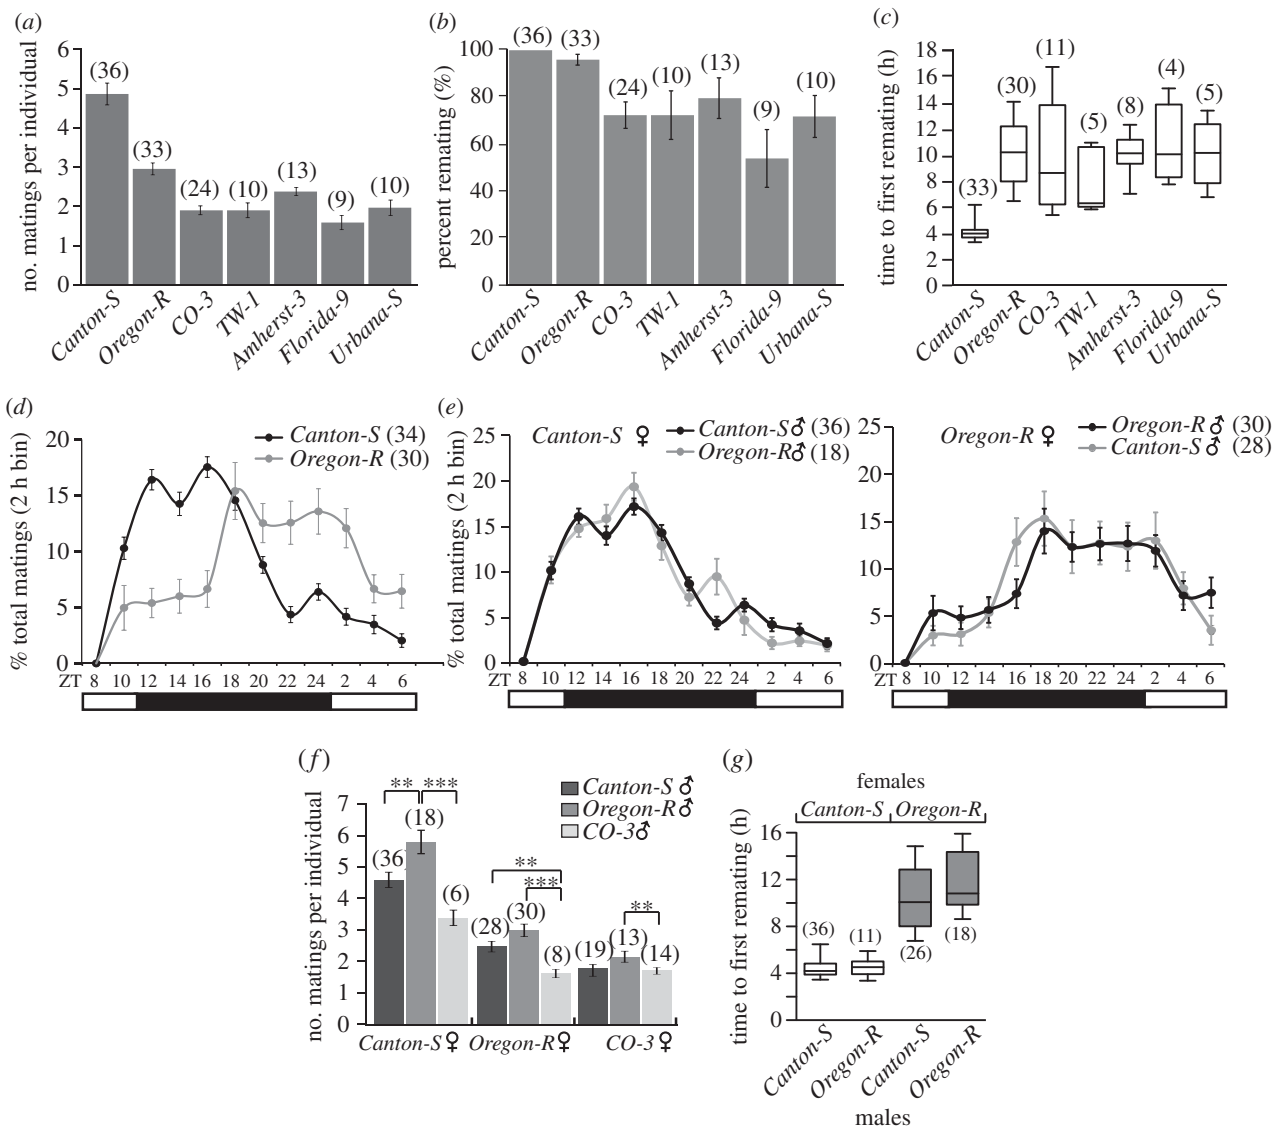 (a)
no. matings per individual
6
5
4
3
2
1
0
(36)
(33)
(24)
(10)
(13)
(9)
(10)
Canton-S
Oregon-R
CO-3
TW-1
Amherst-3
Florida-9
Urbana-S
(b)
percent remating (%)
100
80
60
40
20
0
(36)
(33)
(24)
(10)
(13)
(9)
(10)
Canton-S
Oregon-R
CO-3
TW-1
Amherst-3
Florida-9
Urbana-S
(c)
time to first remating (h)
18
16
14
12
10
8
6
4
2
0
(33)
(30)
(11)
(5)
(8)
(4)
(5)
Canton-S
Oregon-R
CO-3
TW-1
Amherst-3
Florida-9
Urbana-S
(d)
% total matings (2 h bin)
20
15
10
5
0
Canton-S (34)
Oregon-R (30)
ZT 8 10 12 14 16 18 20 22 24 2 4 6
(e)
% total matings (2 h bin)
25
20
15
10
5
0
Canton-S ♀
Canton-S♂ (36)
Oregon-R♂ (18)
ZT 8 10 12 14 16 18 20 22 24 2 4 6
25
20
15
10
5
0
Oregon-R ♀
Oregon-R♂ (30)
Canton-S♂ (28)
ZT 8 10 12 14 16 18 20 22 24 2 4 6
(f)
no. matings per individual
7
6
5
4
3
2
1
0
Canton-S ♂
Oregon-R♂
CO-3♂
** ***
(36)
(18)
(6)
**
***
(28)
(30)
(8)
**
(19)
(13)
(14)
Canton-S♀ Oregon-R♀ CO-3 ♀
(g)
females
Canton-S Oregon-R
time to first remating (h)
16
12
8
4
0
(36)
(11)
(26)
(18)
Canton-S
Oregon-R
Canton-S
Oregon-R
males